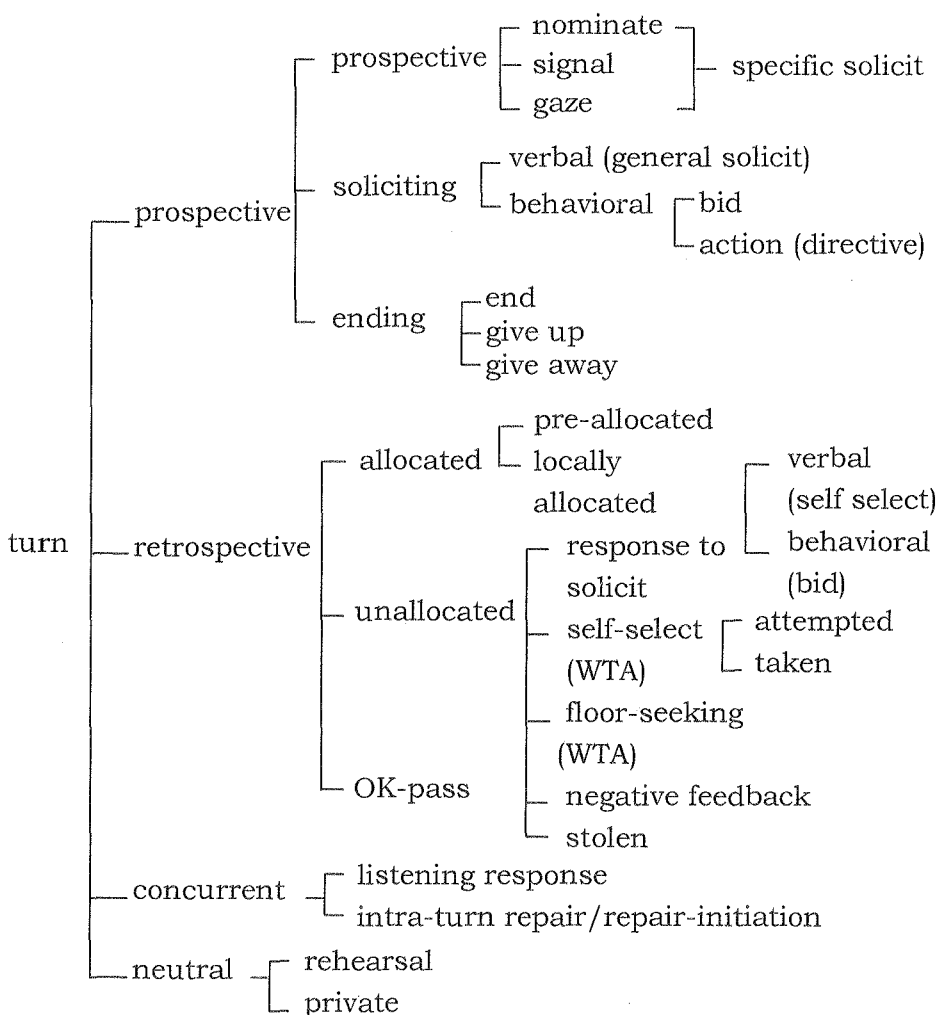 nominate
prospective signal specific solicit
gaze
verbal (general solicit)
soliciting
behavioral bid
prospective
action (directive)
end
ending give up
give away
pre-allocated
allocated locally verbal
allocated (self select)
turn retrospective response to behavioral
solicit (bid)
unallocated self-select attempted
(WTA) taken
floor-seeking
(WTA)
OK-pass negative feedback
stolen
listening response
concurrent
intra-turn repair/repair-initiation
neutral rehearsal
private